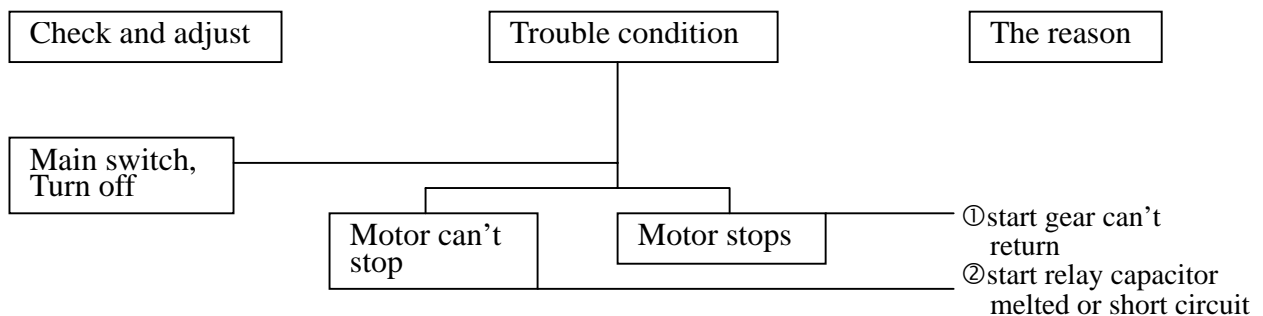 Check and adjust
Trouble condition
The reason
Main switch,
Turn off
Motor can't
stop
Motor stops
①start gear can't
return
②start relay capacitor
melted or short circuit